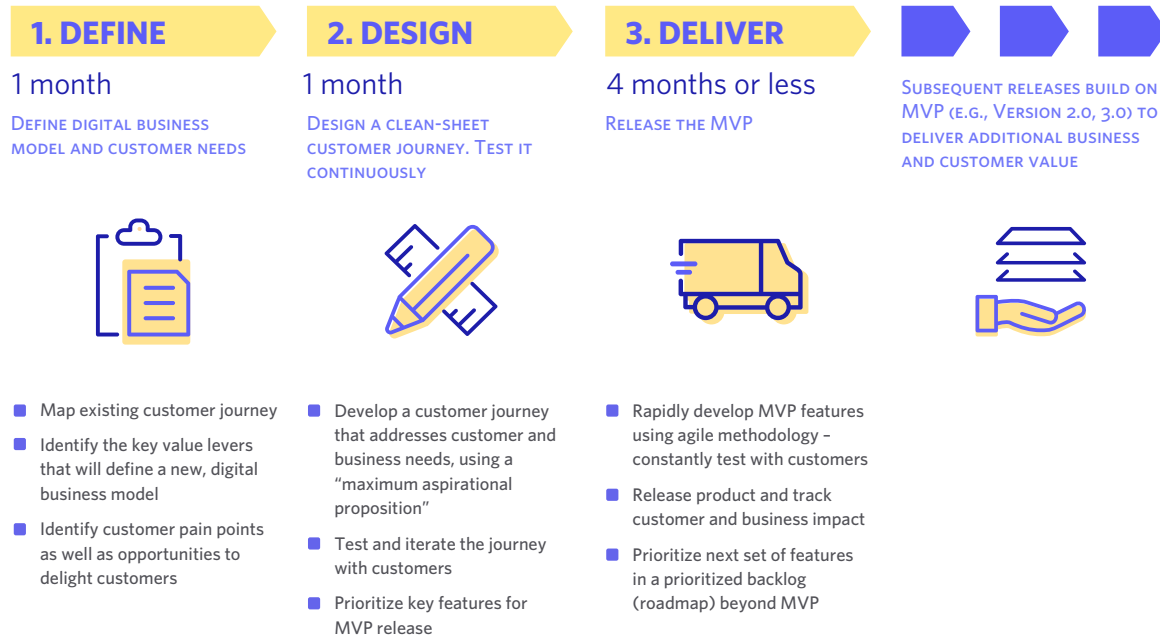 1. DEFINE
1 month
DEFINE DIGITAL BUSINESS
MODEL AND CUSTOMER NEEDS
Map existing customer journey
Identify the key value levers
that will define a new, digital
business model
Identify customer pain points
as well as opportunities to
delight customers
2. DESIGN
1 month
DESIGN A CLEAN-SHEET
CUSTOMER JOURNEY. TEST IT
CONTINUOUSLY
Develop a customer journey
that addresses customer and
business needs, using a
“maximum aspirational
proposition”
Test and iterate the journey
with customers
Prioritize key features for
MVP release
3. DELIVER
4 months or less
RELEASE THE MVP
Rapidly develop MVP features
using agile methodology –
constantly test with customers
Release product and track
customer and business impact
Prioritize next set of features
in a prioritized backlog
(roadmap) beyond MVP
SUBSEQUENT RELEASES BUILD ON
MVP (E.G., VERSION 2.0, 3.0) TO
DELIVER ADDITIONAL BUSINESS
AND CUSTOMER VALUE